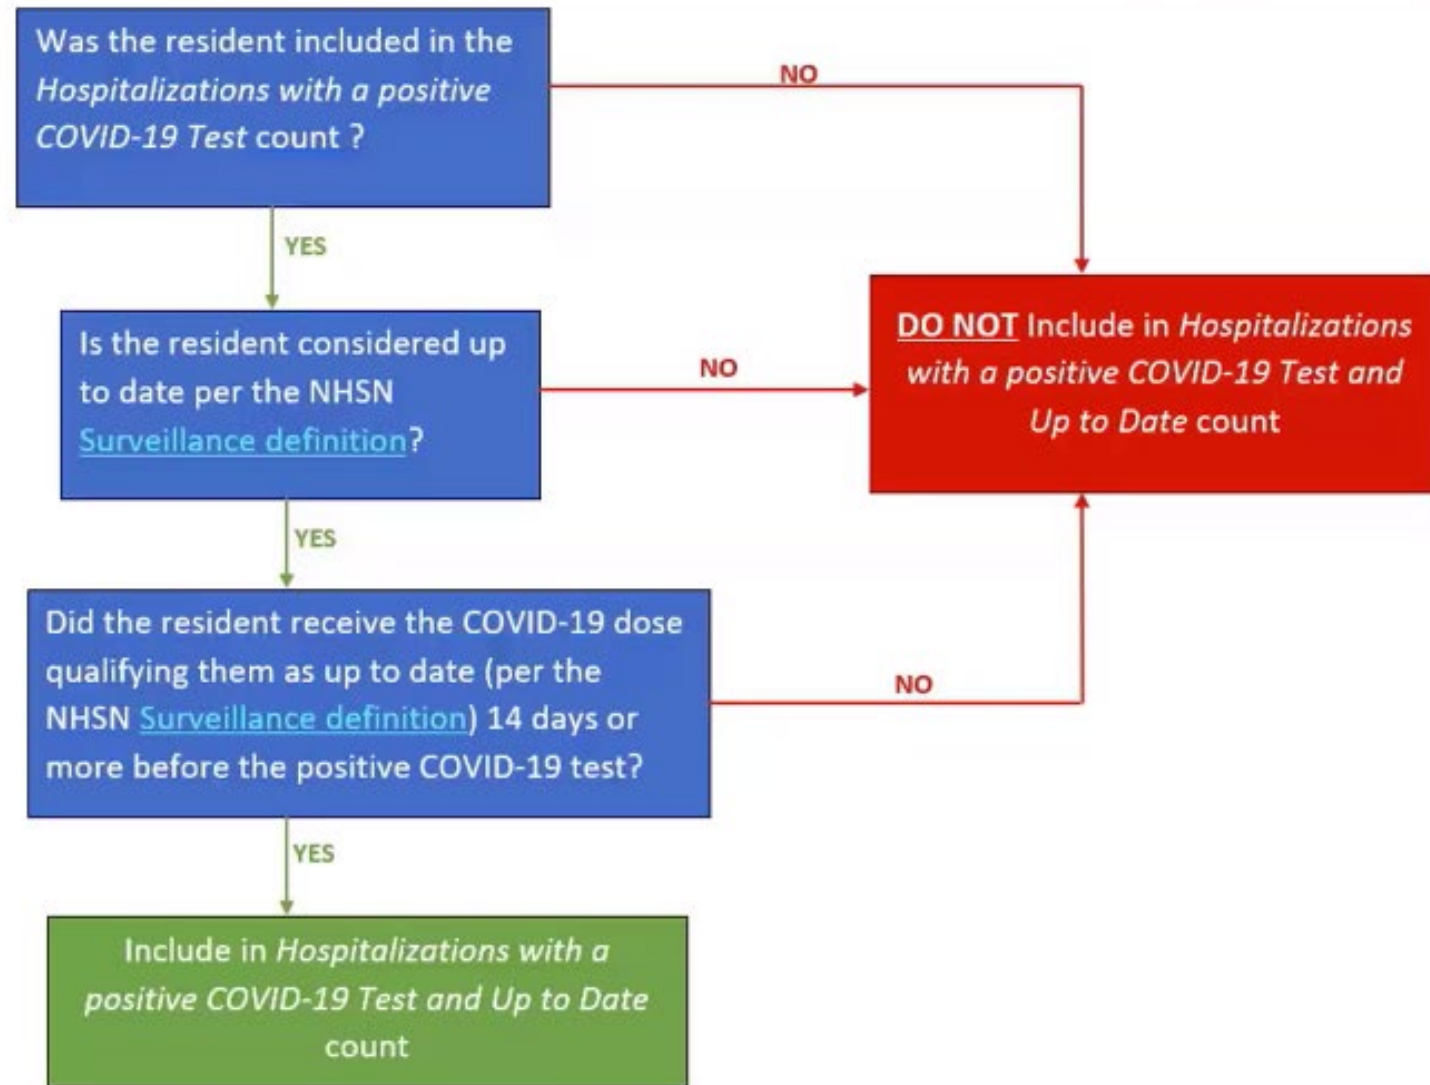 Was the resident included in the
Hospitalizations with a positive
COVID-19 Test count ?
NO
YES
Is the resident considered up
to date per the NHSN
Surveillance definition?
NO
DO NOT Include in Hospitalizations
with a positive COVID-19 Test and
Up to Date count
YES
Did the resident receive the COVID-19 dose
qualifying them as up to date (per the
NHSN Surveillance definition) 14 days or
more before the positive COVID-19 test?
NO
YES
Include in Hospitalizations with a
positive COVID-19 Test and Up to Date
count